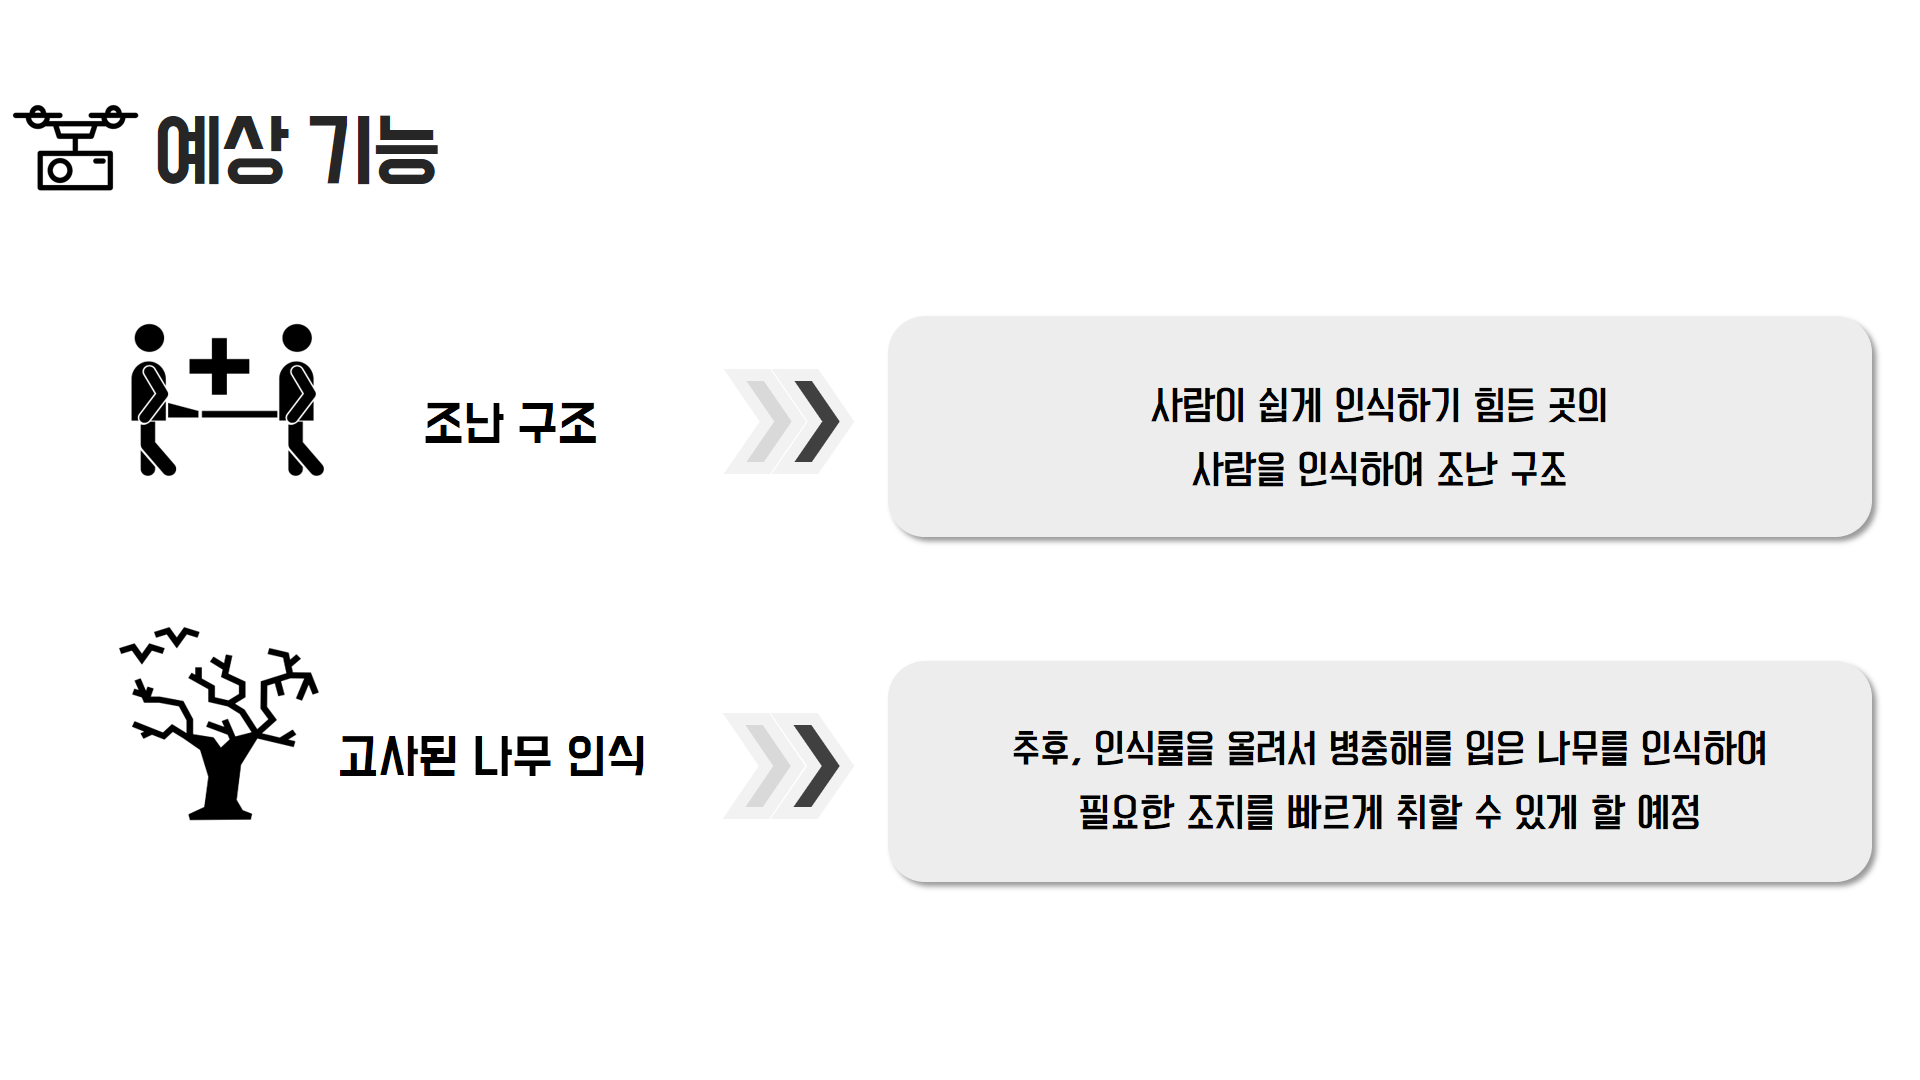 예상 기능
조난 구조
사람이 쉽게 인식하기 힘든 곳의
사람을 인식하여 조난 구조
고사된 나무 인식
추후, 인식률을 올려서 병충해를 입은 나무를 인식하여
필요한 조치를 빠르게 취할 수 있게 할 예정